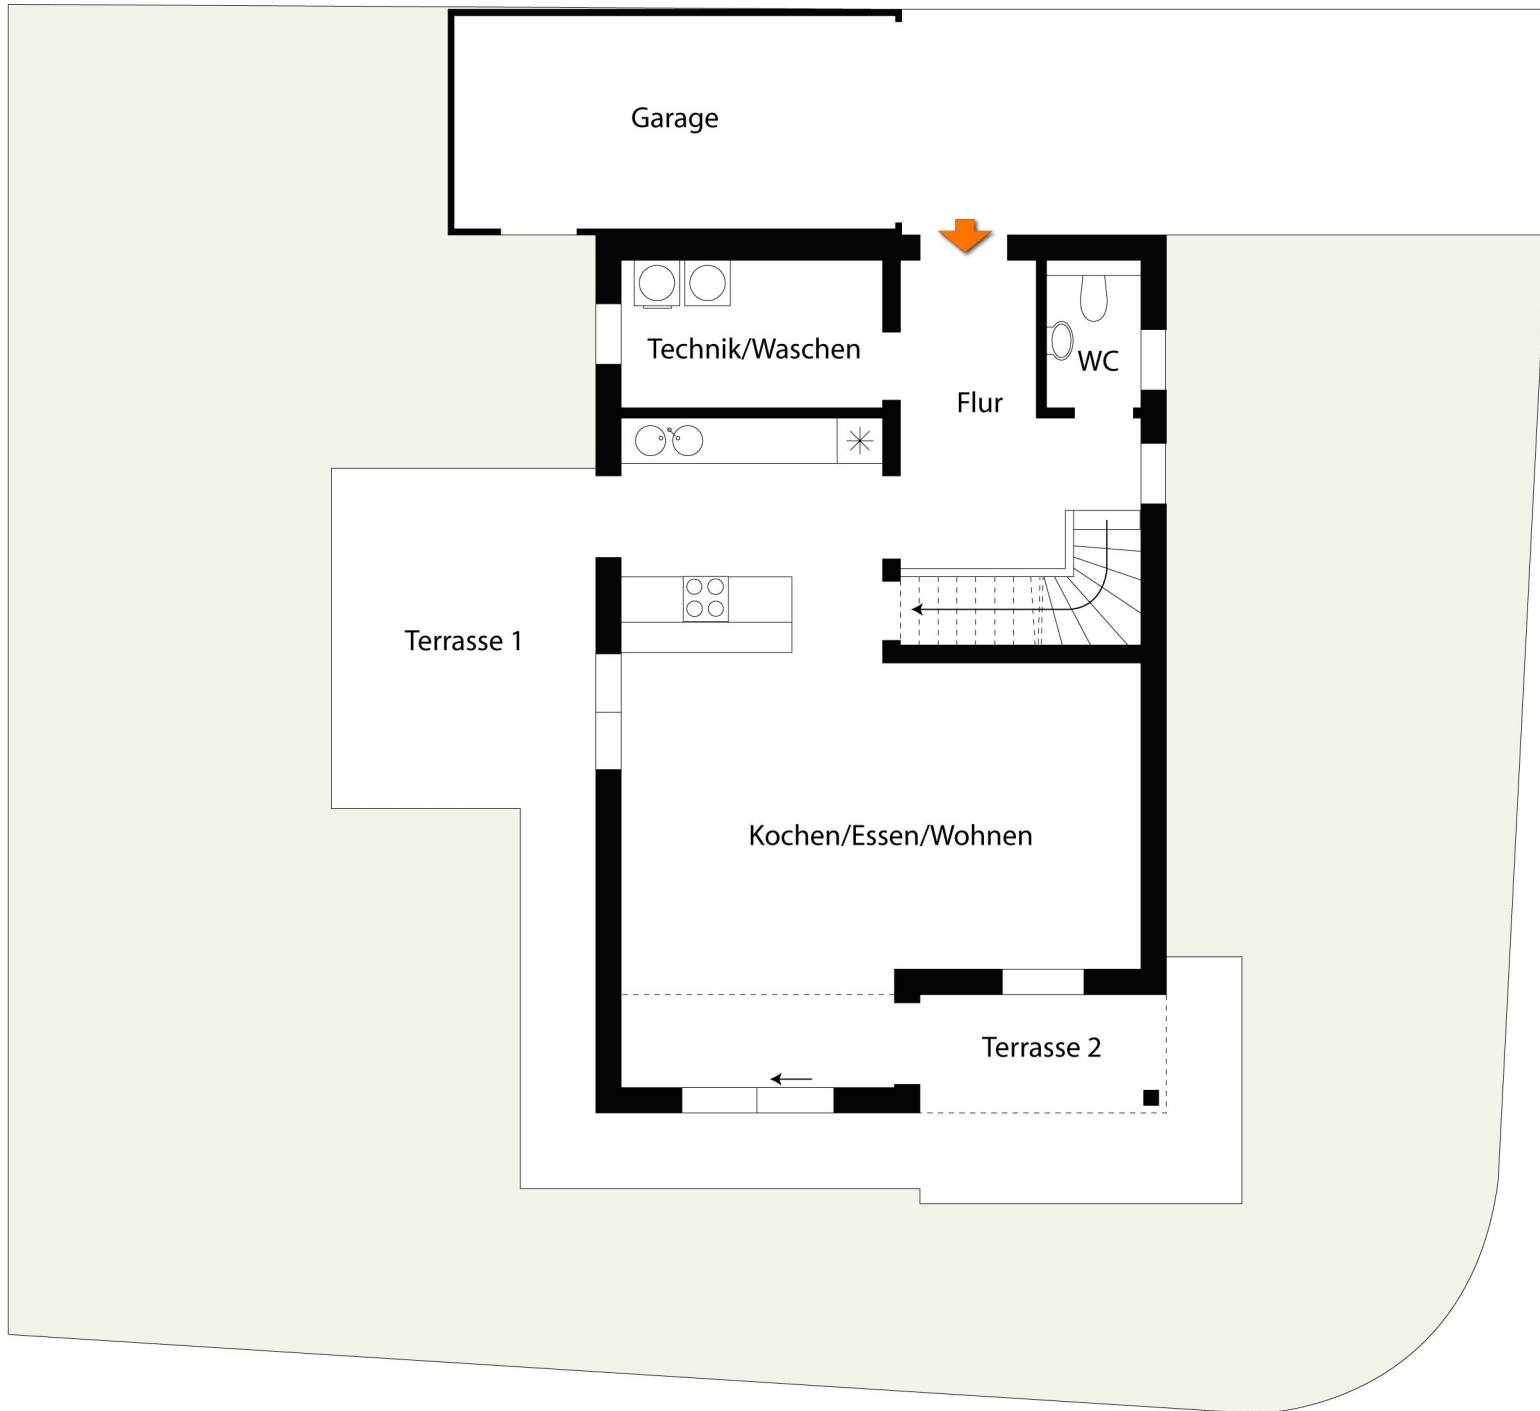 Garage
Technik/Waschen
WC
Flur
Terrasse 1
Kochen/Essen/Wohnen
Terrasse 2